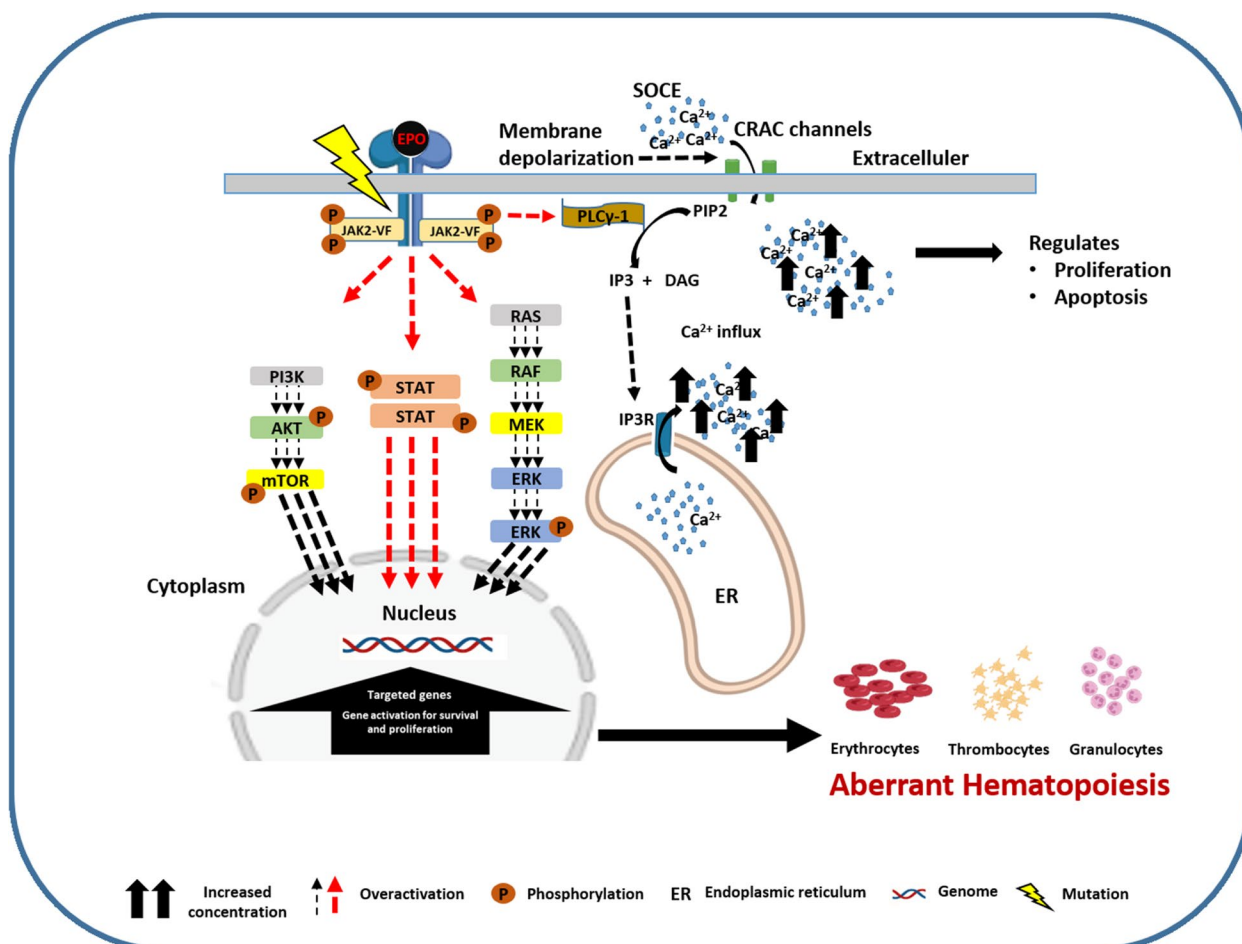 SOCE
Ca2+
Ca2+ Ca2+
EPO
Membrane
depolarization
CRAC channels
Extracelluler
P
P
JAK2-VF
JAK2-VF
P
P
PLCγ-1
PIP2
IP3 + DAG
Ca2+
Ca2+
Ca2+
Ca2+
Regulates
• Proliferation
• Apoptosis
Ca2+ influx
RAS
RAF
MEK
ERK
ERK
P
PI3K
AKT
P
mTOR
P
P
STAT
STAT
P
IP3R
Ca2+
Ca2+
Ca
Ca2+
ER
Cytoplasm
Nucleus
Targeted genes
Gene activation for survival
and proliferation
Erythrocytes
Thrombocytes
Granulocytes
Aberrant Hematopoiesis
Increased
concentration
Overactivation
P
Phosphorylation
ER
Endoplasmic reticulum
Genome
Mutation